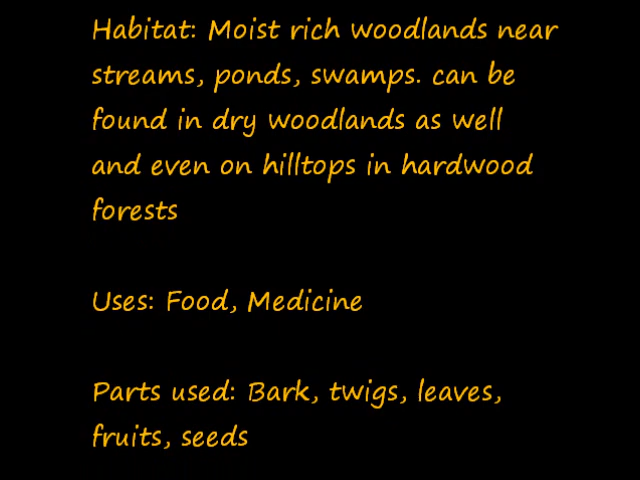 Habitat: Moist rich woodlands near
streams, ponds, swamps. can be
found in dry woodlands as well
and even on hilltops in hardwood
forests
Uses: Food, Medicine
Parts used: Bark, twigs, leaves,
fruits, seeds